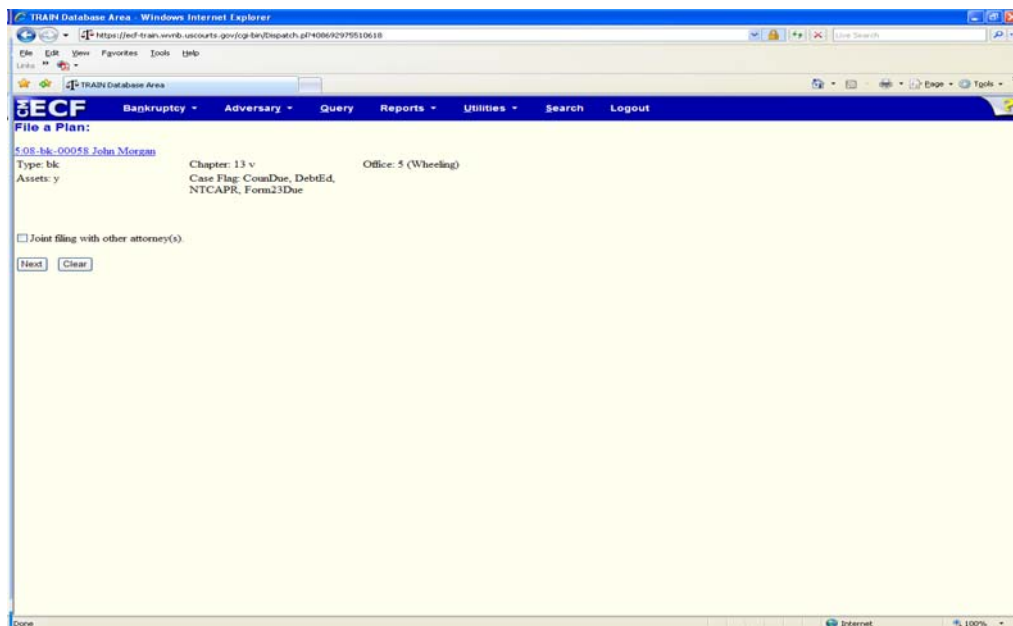 TRAIN Database Area - Windows Internet Explorer
https://ecf-train.wvnb.uscourts.gov/cgi-bin/Dispatch.pl?408692975510618
Live Search
File Edit View Favorites Tools Help
Links
TRAIN Database Area
Page Tools
CM ECF Bankruptcy Adversary Query Reports Utilities Search Logout
?
File a Plan:
5:08-bk-00058 John Morgan
Type: bk Chapter: 13 v Office: 5 (Wheeling)
Assets: y Case Flag: CounDue, DebtEd,
NTCAPR, Form23Due
Joint filing with other attorney(s).
Next Clear
Done Internet 100%